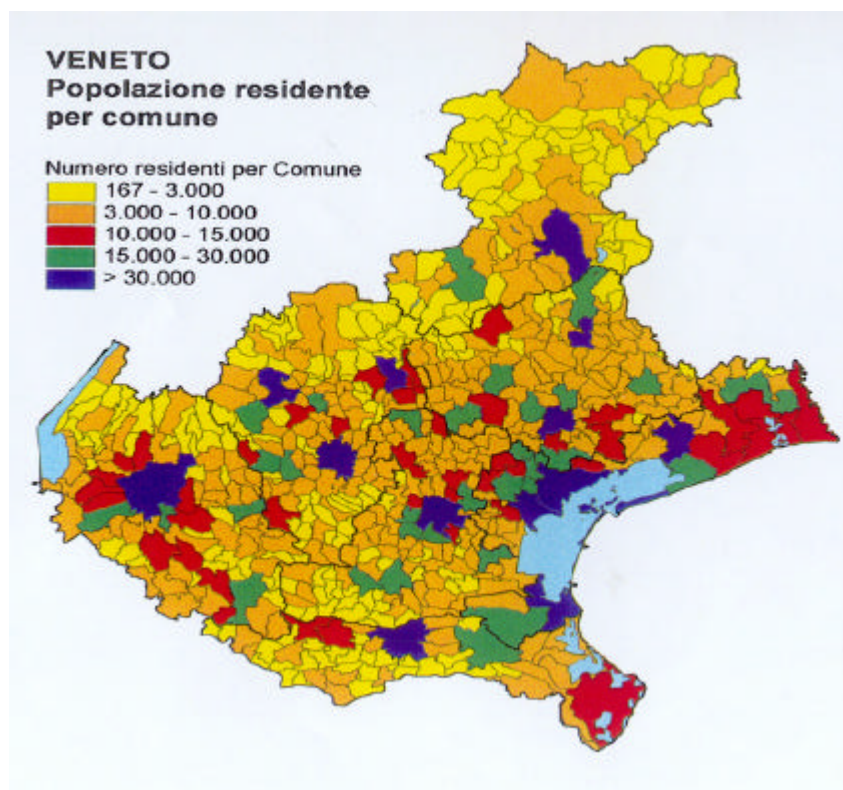 VENETO
Popolazione residente
per comune
Numero residenti per Comune
167 - 3.000
3.000 - 10.000
10.000 - 15.000
15.000 - 30.000
> 30.000